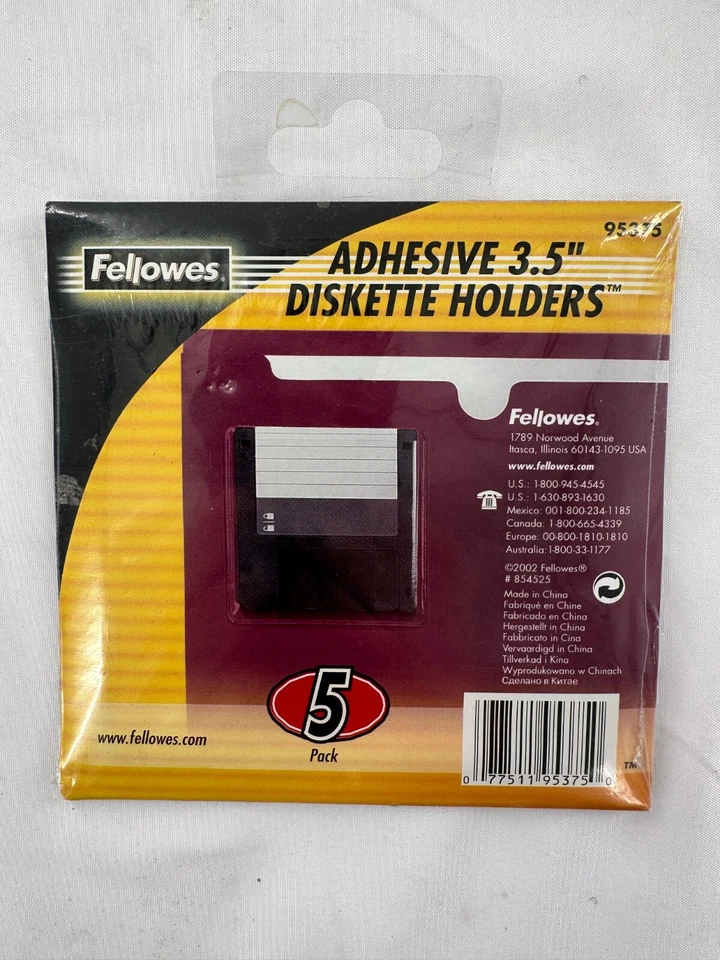 95375
Fellowes®
ADHESIVE 3.5"
DISKETTE HOLDERS™
Fellowes®
1789 Norwood Avenue
Itasca, Illinois 60143-1095 USA
www.fellowes.com
U.S.: 1-800-945-4545
U.S.: 1-630-893-1630
Mexico: 001-800-234-1185
Canada: 1-800-665-4339
Europe: 00-800-1810-1810
Australia: 1-800-33-1177
©2002 Fellowes®
# 854525
Made in China
Fabriqué en Chine
Fabricado en China
Hergestellt in China
Fabbricato in Cina
Vervaardigd in China
Tillverkad i Kina
Wyprodukowano w Chinach
Сделано в Китае
5
Pack
www.fellowes.com
0 77511 95375 0
™